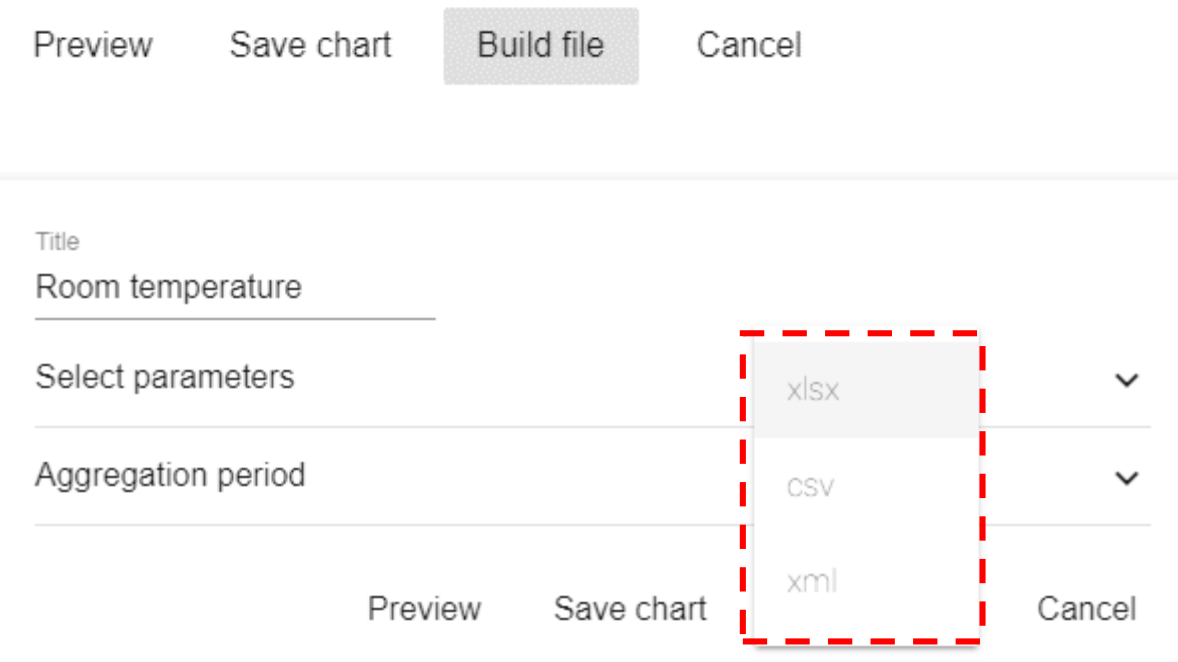 Preview Save chart Build file Cancel
Title
Room temperature
Select parameters
xlsx
Aggregation period
csv
xml
Preview Save chart Cancel